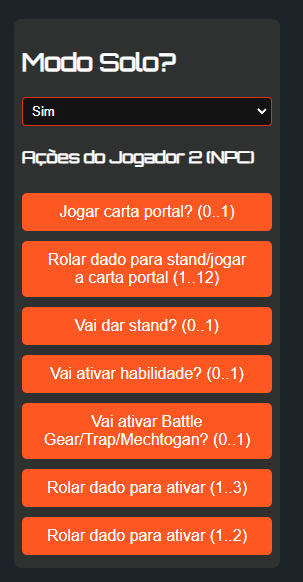 Modo Solo?
Sim
Ações do Jogador 2 (NPC)
Jogar carta portal? (0..1)
Rolar dado para stand/jogar
a carta portal (1..12)
Vai dar stand? (0..1)
Vai ativar habilidade? (0..1)
Vai ativar Battle
Gear/Trap/Mechtogan? (0..1)
Rolar dado para ativar (1..3)
Rolar dado para ativar (1..2)